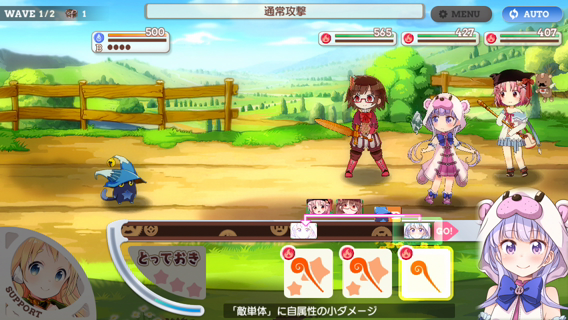 WAVE 1/2 1
通常攻撃
MENU
AUTO
500
565
427
407
GO!
とっておき
SUPPORT
「敵単体」に自属性の小ダメージ